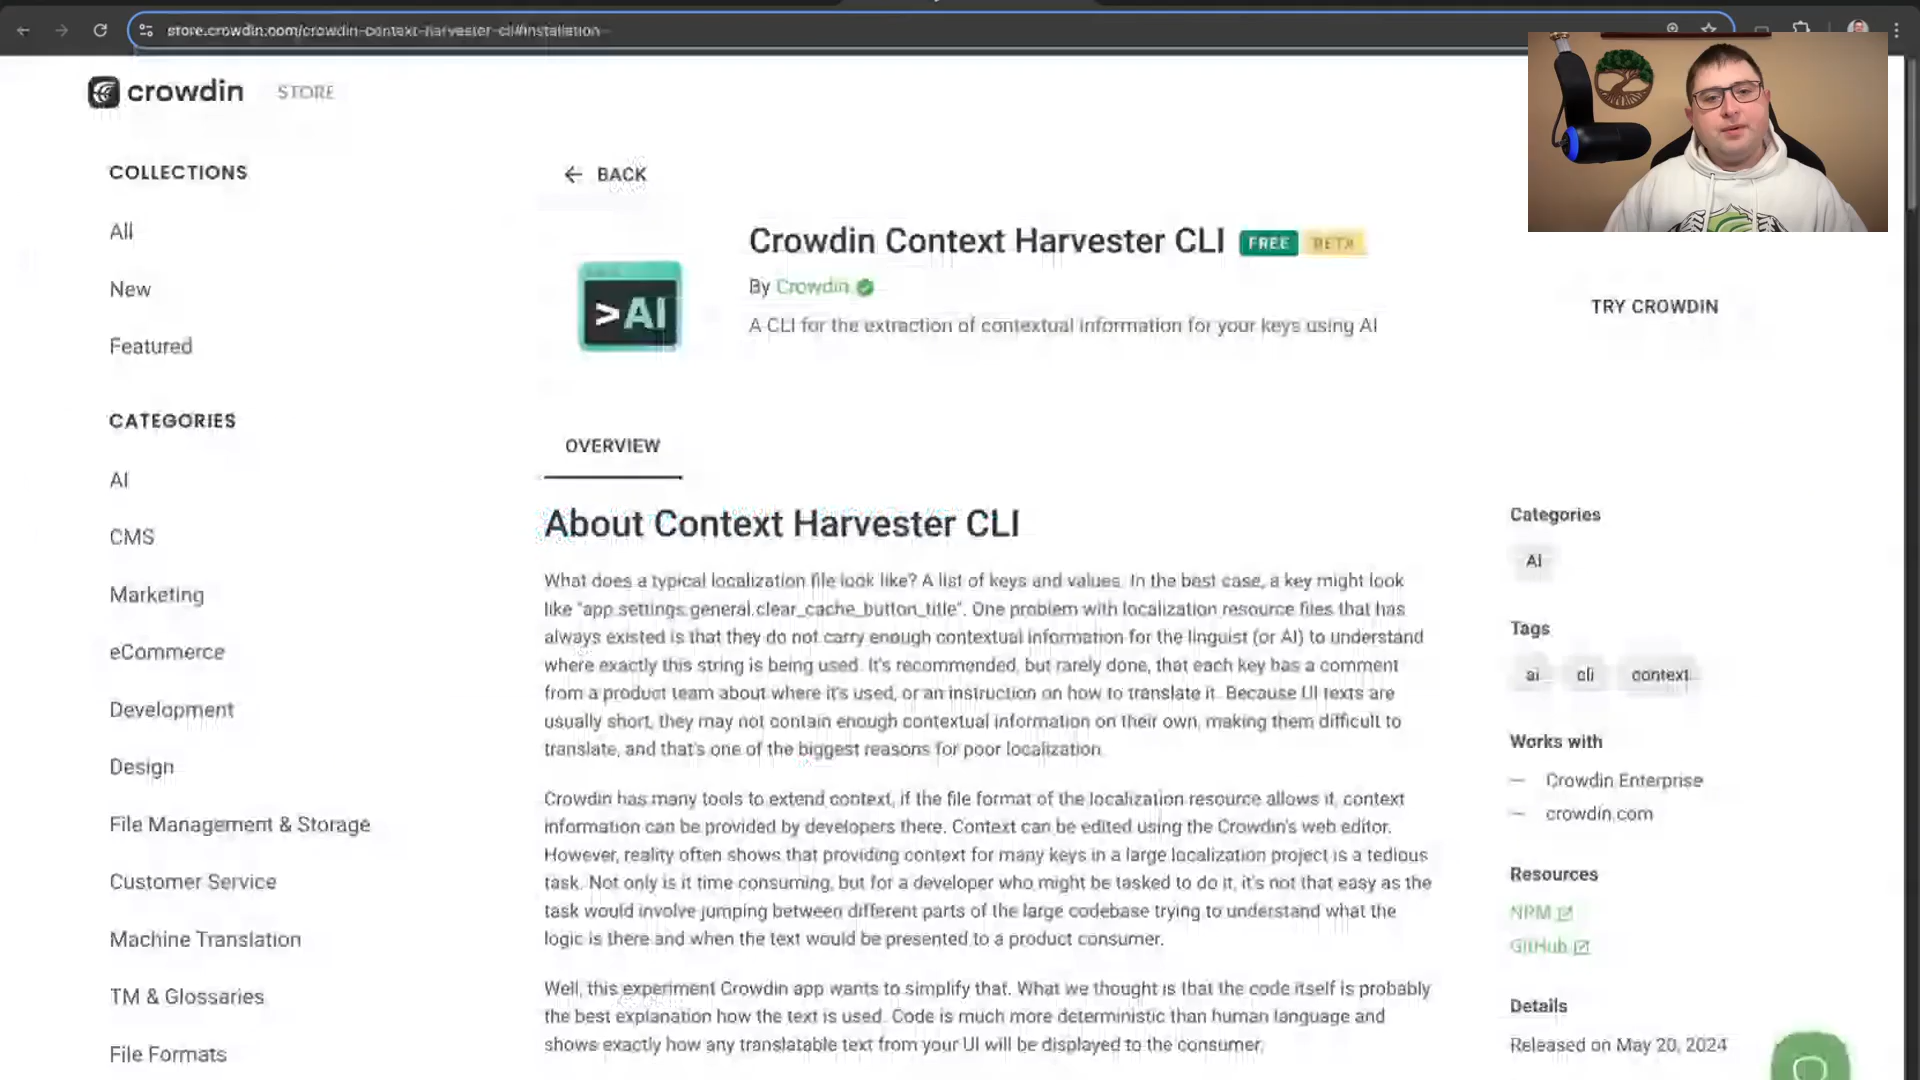 store.crowdin.com/crowdin-context-harvester-cli#installation
crowdin STORE
COLLECTIONS
All
New
Featured
CATEGORIES
AI
CMS
Marketing
eCommerce
Development
Design
File Management & Storage
Customer Service
Machine Translation
TM & Glossaries
File Formats
BACK
>AI
Crowdin Context Harvester CLI FREE BETA
By Crowdin
A CLI for the extraction of contextual information for your keys using AI
TRY CROWDIN
OVERVIEW
About Context Harvester CLI
What does a typical localization file look like? A list of keys and values. In the best case, a key might look
like "app.settings.general.clear_cache_button_title". One problem with localization resource files that has
always existed is that they do not carry enough contextual information for the linguist (or AI) to understand
where exactly this string is being used. It's recommended, but rarely done, that each key has a comment
from a product team about where it's used, or an instruction on how to translate it. Because UI texts are
usually short, they may not contain enough contextual information on their own, making them difficult to
translate, and that's one of the biggest reasons for poor localization.
Crowdin has many tools to extend context, if the file format of the localization resource allows it, context
information can be provided by developers there. Context can be edited using the Crowdin's web editor.
However, reality often shows that providing context for many keys in a large localization project is a tedious
task. Not only is it time consuming, but for a developer who might be tasked to do it, it's not that easy as the
task would involve jumping between different parts of the large codebase trying to understand what the
logic is there and when the text would be presented to a product consumer.
Well, this experiment Crowdin app wants to simplify that. What we thought is that the code itself is probably
the best explanation how the text is used. Code is much more deterministic than human language and
shows exactly how any translatable text from your UI will be displayed to the consumer.
Categories
AI
Tags
ai cli context
Works with
— Crowdin Enterprise
— crowdin.com
Resources
NPM
GitHub
Details
Released on May 20, 2024